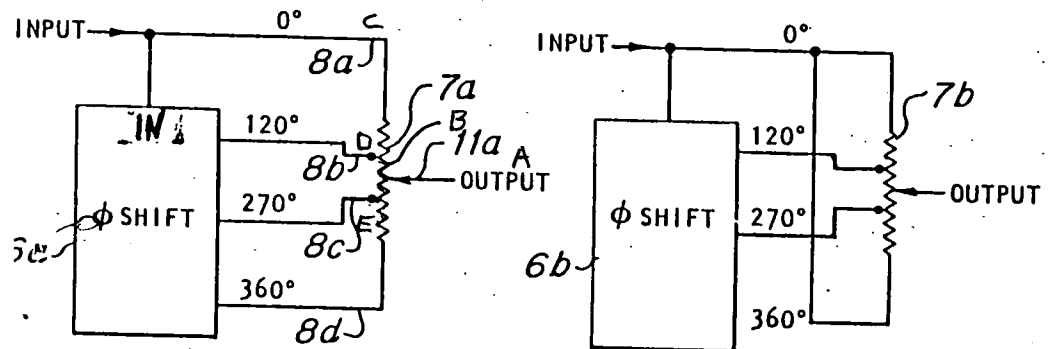 INPUT
0°
C
8a
7a
IN
120°
D
8b
B
11a
A
OUTPUT
φ SHIFT
270°
E
8c
360°
8d
INPUT
0°
7b
120°
OUTPUT
φ SHIFT
270°
6b
360°